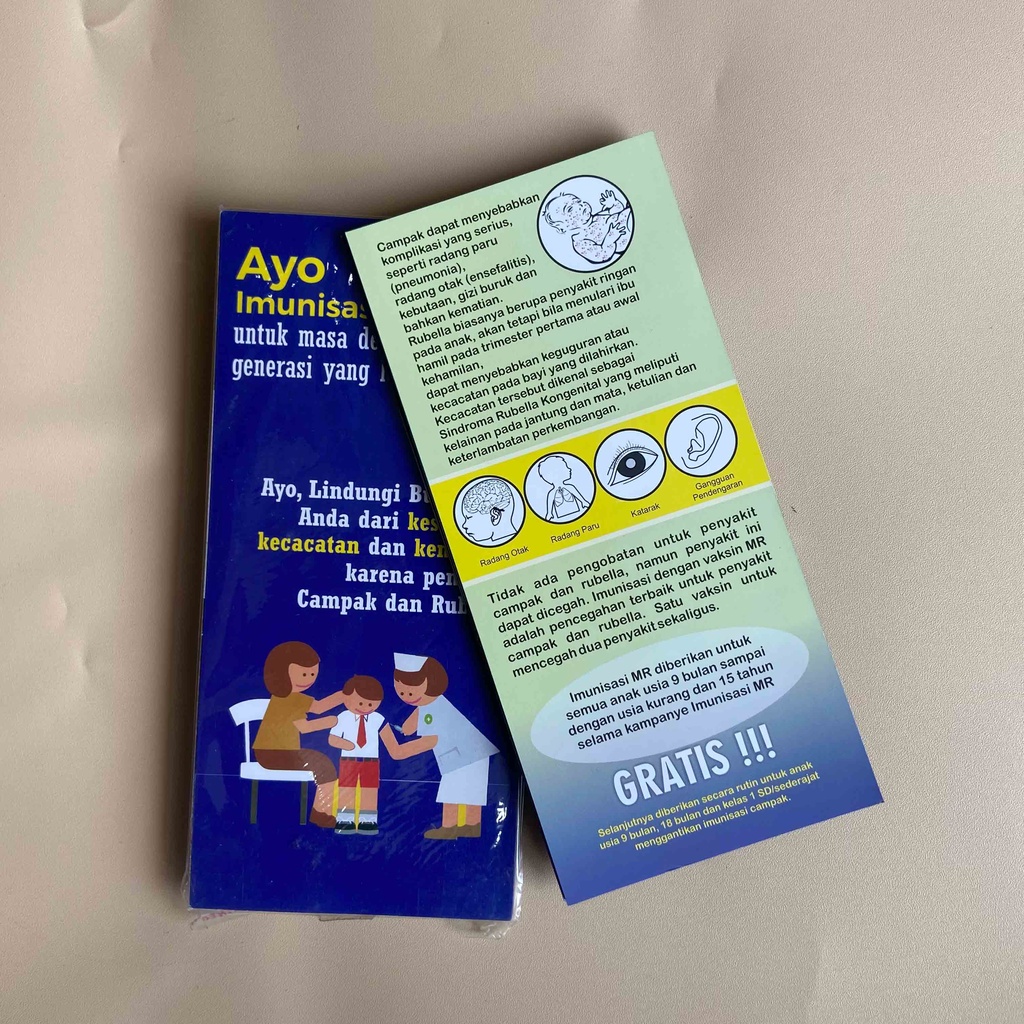 Ayo
Imunisas
untuk masa de
generasi yang
Ayo, Lindungi Bu
Anda dari kes
kecacatan dan kem
karena pen
Campak dan Rub
Campak dapat menyebabkan
komplikasi yang serius,
seperti radang paru
(pneumonia),
radang otak (ensefalitis),
kebutaan, gizi buruk dan
bahkan kematian.
Rubella biasanya berupa penyakit ringan
pada anak, akan tetapi bila menulari ibu
hamil pada trimester pertama atau awal
kehamilan,
dapat menyebabkan keguguran atau
kecacatan pada bayi yang dilahirkan.
Kecacatan tersebut dikenal sebagai
Sindroma Rubella Kongenital yang meliputi
kelainan pada jantung dan mata, ketulian dan
keterlambatan perkembangan.
Radang Otak
Radang Paru
Katarak
Gangguan
Pendengaran
Tidak ada pengobatan untuk penyakit
campak dan rubella, namun penyakit ini
dapat dicegah. Imunisasi dengan vaksin MR
adalah pencegahan terbaik untuk penyakit
campak dan rubella. Satu vaksin untuk
mencegah dua penyakit sekaligus.
Imunisasi MR diberikan untuk
semua anak usia 9 bulan sampai
dengan usia kurang dan 15 tahun
selama kampanye Imunisasi MR
GRATIS !!!
Selanjutnya diberikan secara rutin untuk anak
usia 9 bulan, 18 bulan dan kelas 1 SD/sederajat
menggantikan imunisasi campak.